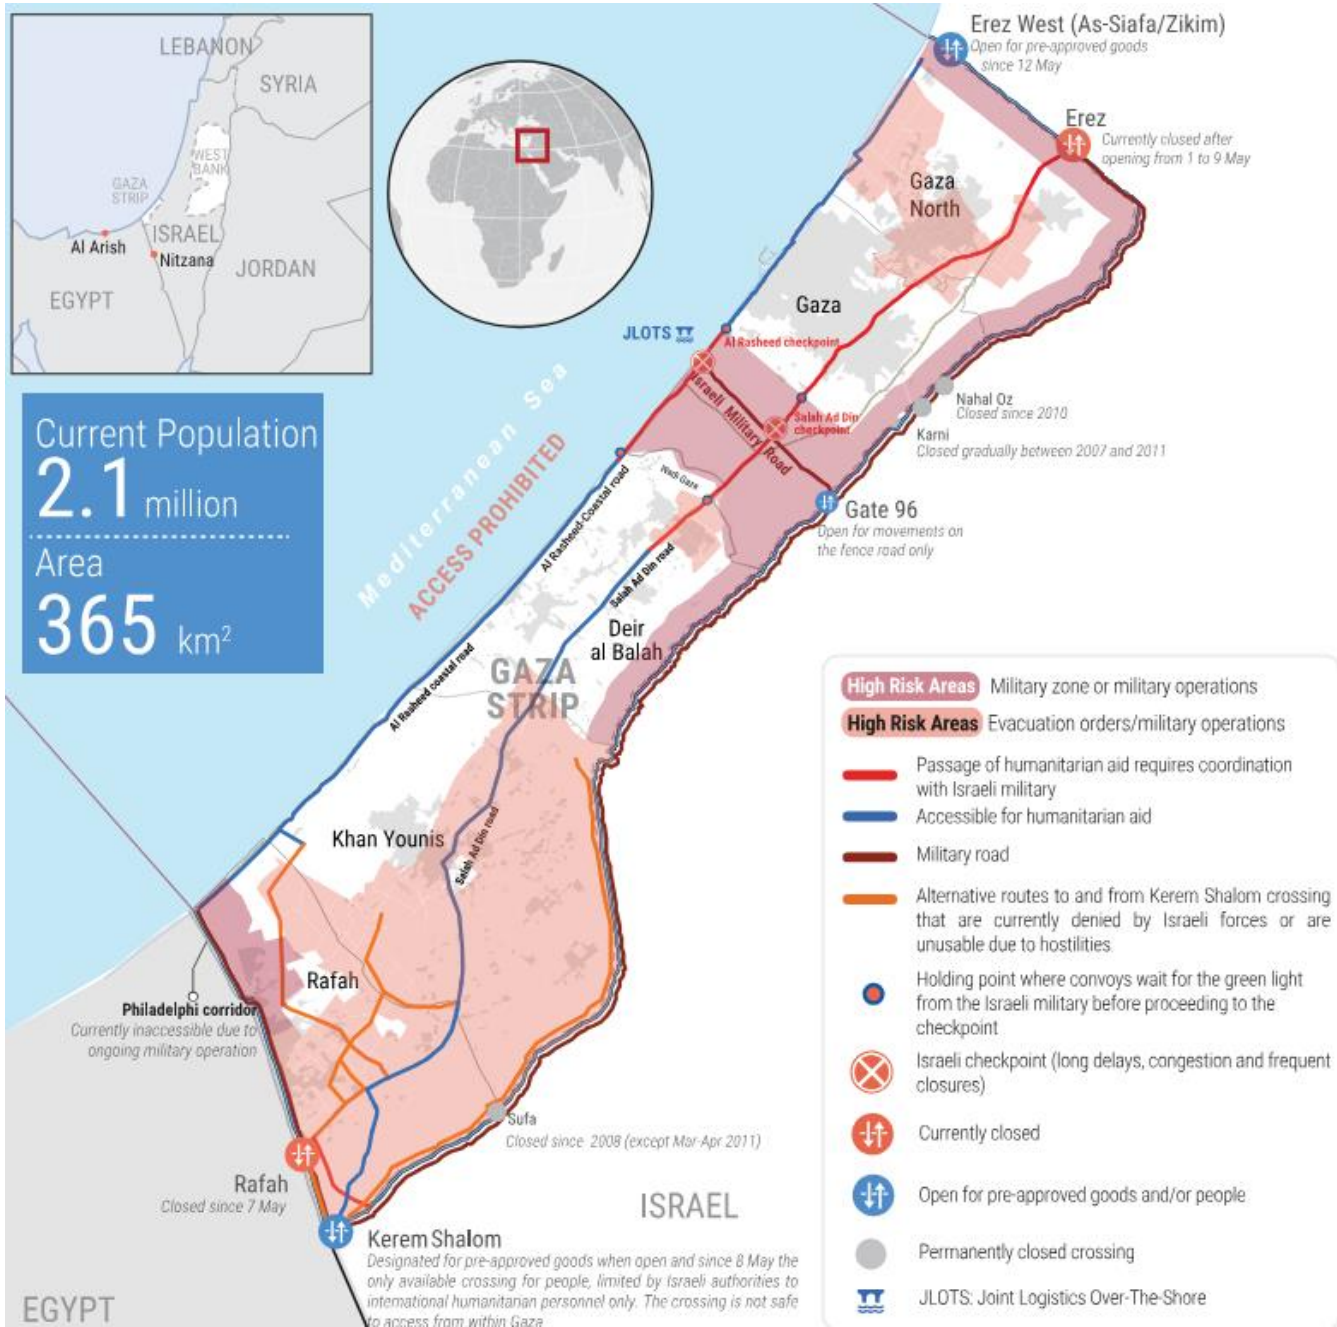 LEBANON
SYRIA
WEST
BANK
GAZA
STRIP
Al Arish
ISRAEL
Nitzana
JORDAN
EGYPT
Erez West (As-Siafa/Zikim)
Open for pre-approved goods
since 12 May
Erez
Currently closed after
opening from 1 to 9 May
Gaza
North
Gaza
JLOTS
Al Rasheed checkpoint
Israeli Military Road
Salah Ad Din
checkpoint
Nahal Oz
Closed since 2010
Karni
Closed gradually between 2007 and 2011
Wadi Gaza
Gate 96
Open for movements on
the fence road only
Mediterranean Sea
ACCESS PROHIBITED
Current Population
2.1 million
Area
365 km²
Al Rasheed-Coastal road
Salah Ad Din road
Deir
al Balah
GAZA
STRIP
Al Rasheed coastal road
Khan Younis
Salah Ad Din road
Rafah
Philadelphi corridor
Currently inaccessible due to
ongoing military operation
Sufa
Closed since 2008 (except Mar-Apr 2011)
Rafah
Closed since 7 May
ISRAEL
Kerem Shalom
Designated for pre-approved goods when open and since 8 May the
only available crossing for people, limited by Israeli authorities to
international humanitarian personnel only. The crossing is not safe
to access from within Gaza
EGYPT
High Risk Areas Military zone or military operations
High Risk Areas Evacuation orders/military operations
Passage of humanitarian aid requires coordination
with Israeli military
Accessible for humanitarian aid
Military road
Alternative routes to and from Kerem Shalom crossing
that are currently denied by Israeli forces or are
unusable due to hostilities
Holding point where convoys wait for the green light
from the Israeli military before proceeding to the
checkpoint
Israeli checkpoint (long delays, congestion and frequent
closures)
Currently closed
Open for pre-approved goods and/or people
Permanently closed crossing
JLOTS: Joint Logistics Over-The-Shore